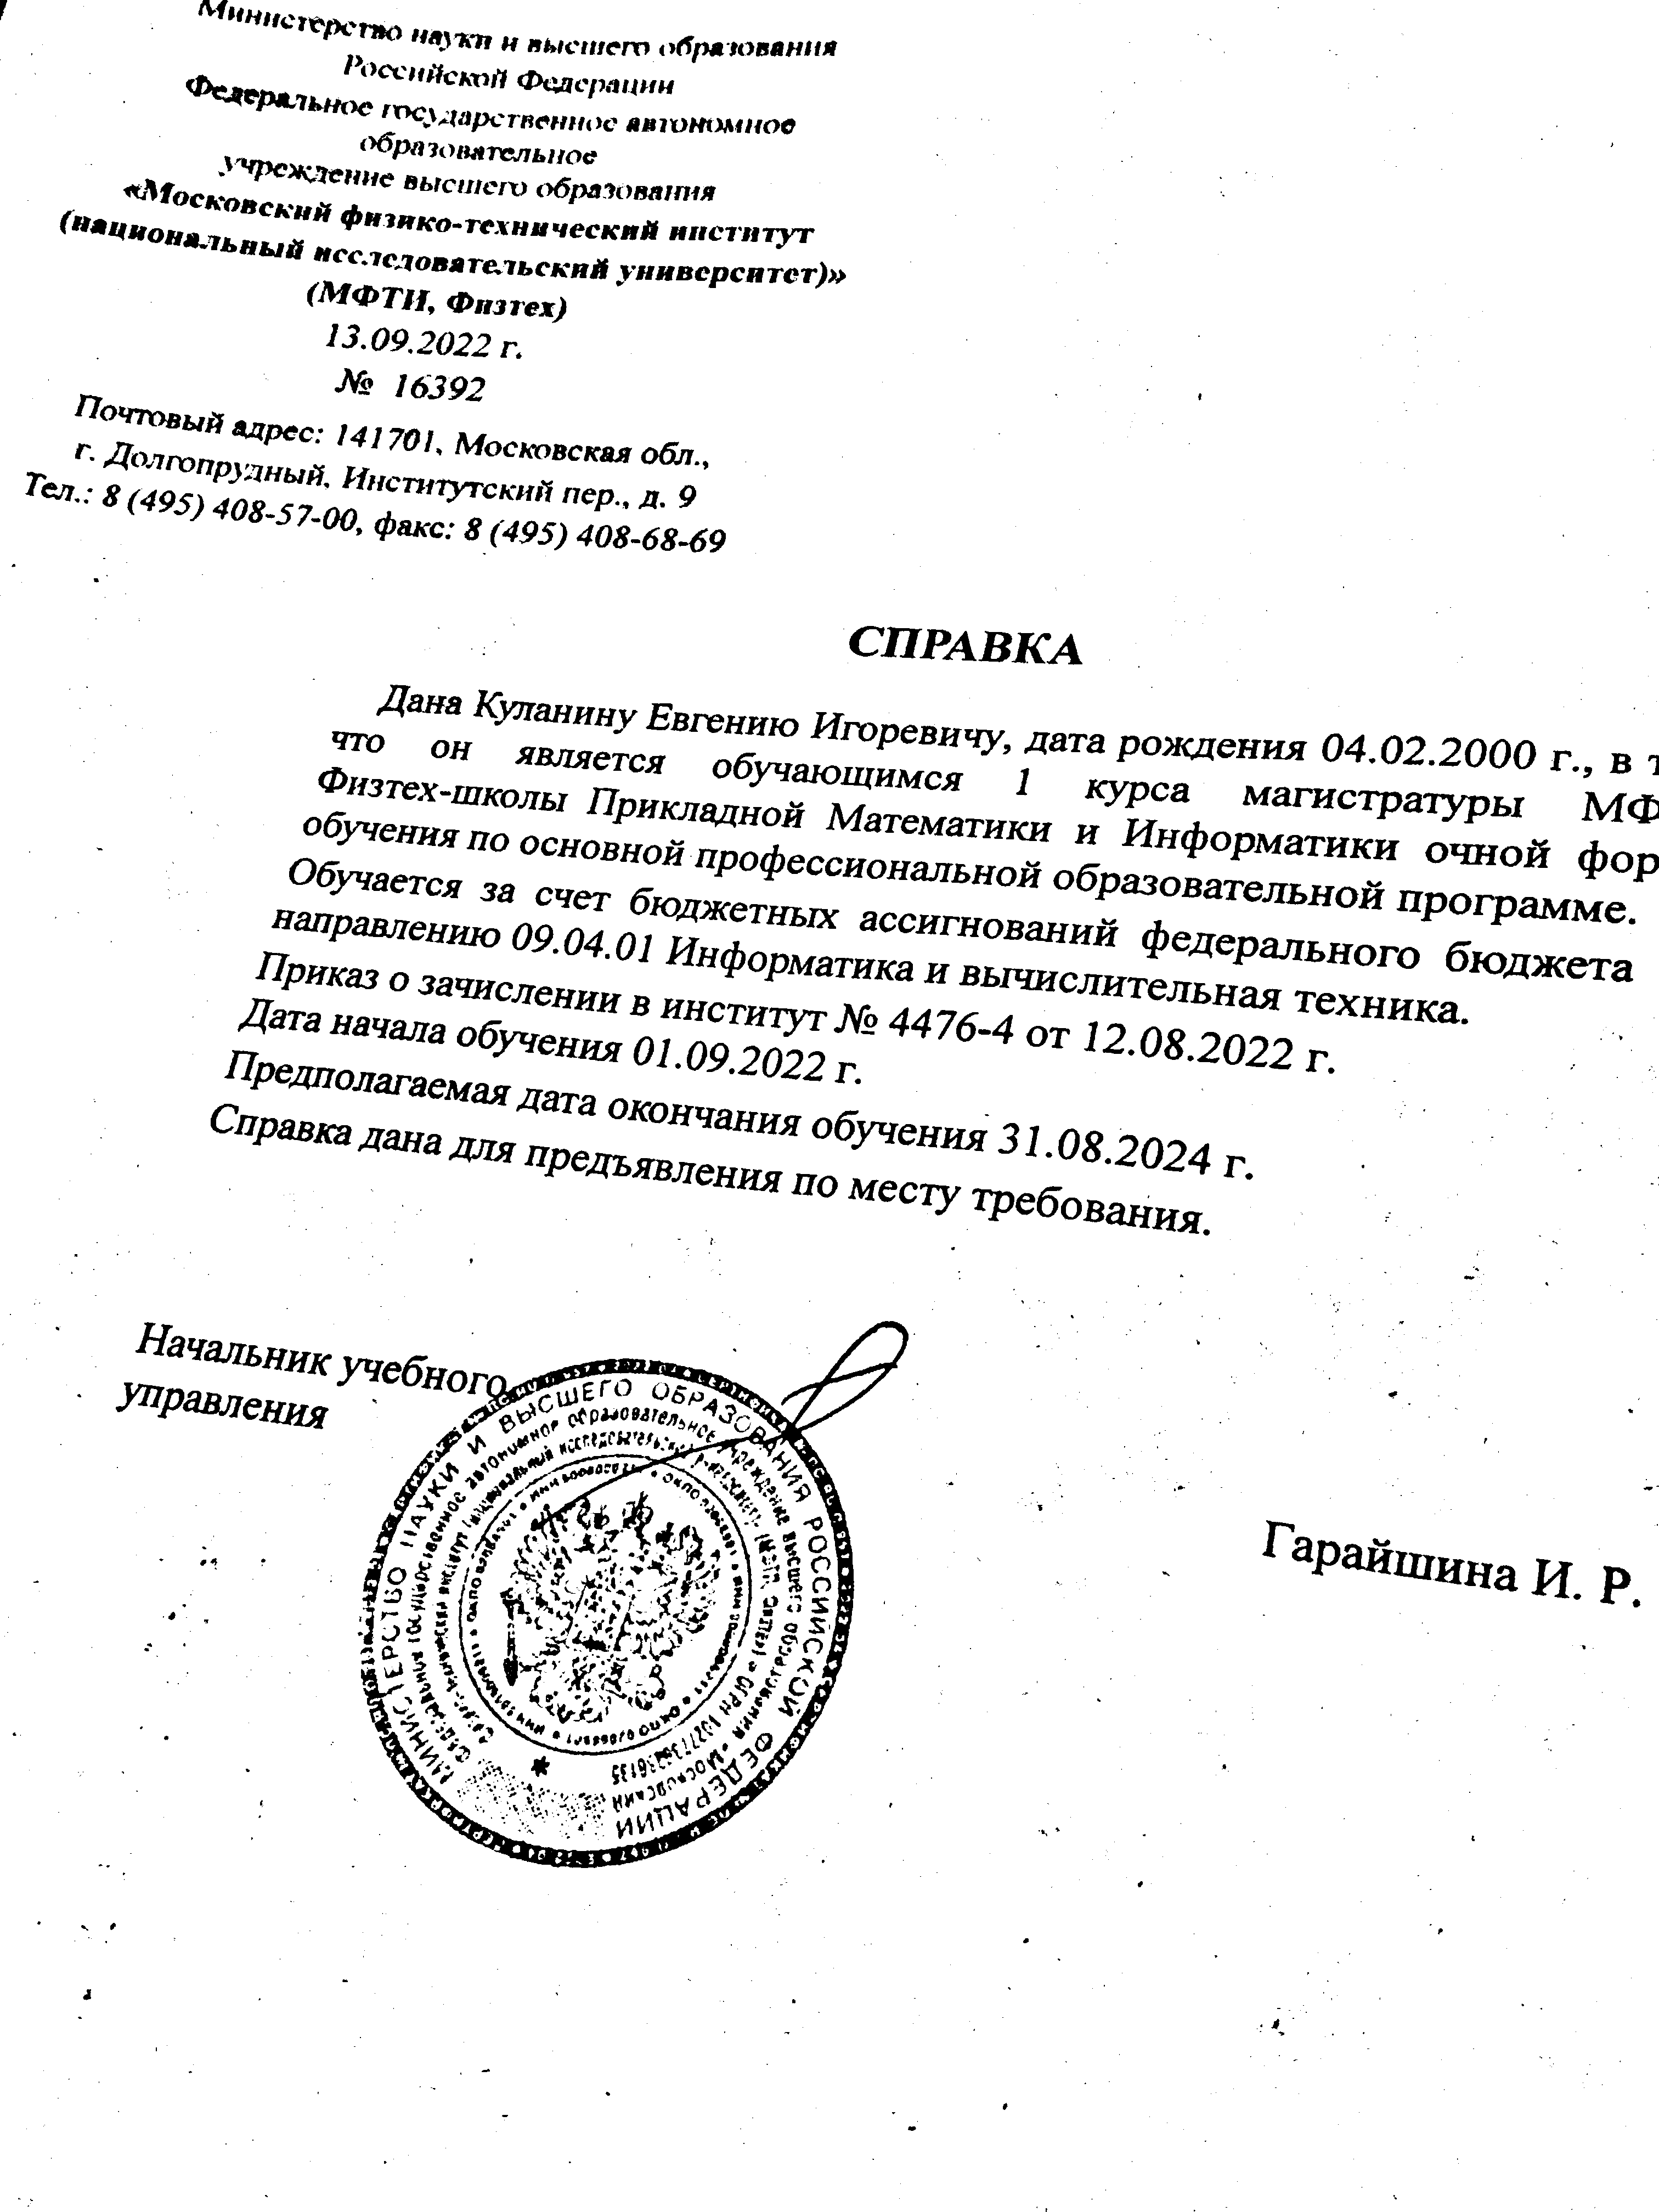 Министерство науки и высшего образования
Российской Федерации
Федеральное государственное автономное
образовательное
учреждение высшего образования
«Московский физико-технический институт
(национальный исследовательский университет)»
(МФТИ, Физтех)
13.09.2022 г.
№ 16392
Почтовый адрес: 141701, Московская обл.,
г. Долгопрудный, Институтский пер., д. 9
Тел.: 8 (495) 408-57-00, факс: 8 (495) 408-68-69
СПРАВКА
Дана Куланину Евгению Игоревичу, дата рождения 04.02.2000 г., в
что он является обучающимся 1 курса магистратуры МФ
Физтех-школы Прикладной Математики и Информатики очной фор
обучения по основной профессиональной образовательной программе.
Обучается за счет бюджетных ассигнований федерального бюджета
направлению 09.04.01 Информатика и вычислительная техника.
Приказ о зачислении в институт № 4476-4 от 12.08.2022 г.
Дата начала обучения 01.09.2022 г.
Предполагаемая дата окончания обучения 31.08.2024 г.
Справка дана для предъявления по месту требования.
Начальник учебного
управления
Гарайшина И. Р.
МИНИСТЕРСТВО НАУКИ И ВЫСШЕГО ОБРАЗОВАНИЯ РОССИЙСКОЙ ФЕДЕРАЦИИ
государственное автономное образовательное учреждение высшего образования «Московский